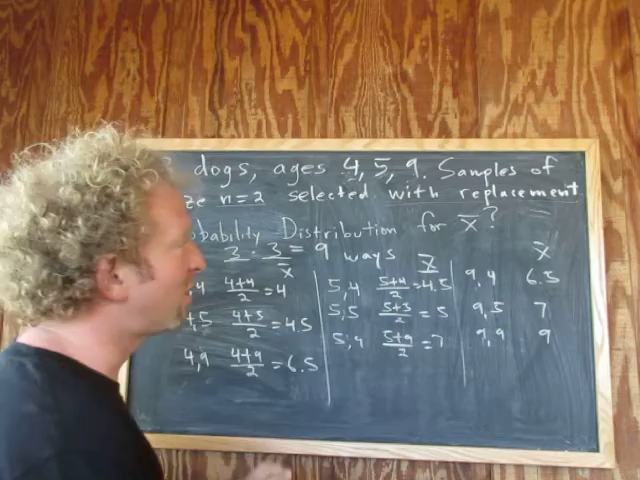 dogs, ages 4, 5, 9. Samples of
n=2 selected with replacement
Distribution for x̄?
3 · 3 = 9 ways
x̄ x̄ x̄
4 4+4/2 = 4 5,4 5+4/2 = 4.5 9,4 6.5
,5 4+5/2 = 4.5 5,5 5+5/2 = 5 9,5 7
4,9 4+9/2 = 6.5 5,9 5+9/2 = 7 9,9 9